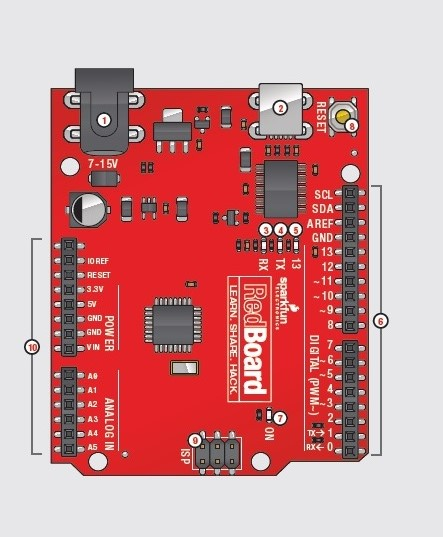 1
2
RESET
8
7-15V
3
4
5
RX
TX
13
SCL
SDA
AREF
GND
13
12
~11
~10
~9
8
7
~6
~5
4
~3
2
TX→1
RX←0
DIGITAL (PWM~)
6
IOREF
RESET
3.3V
5V
GND
GND
VIN
POWER
10
A0
A1
A2
A3
A4
A5
ANALOG IN
sparkfun
ELECTRONICS
RedBoard
LEARN. SHARE. HACK.
7
ON
9
ISP